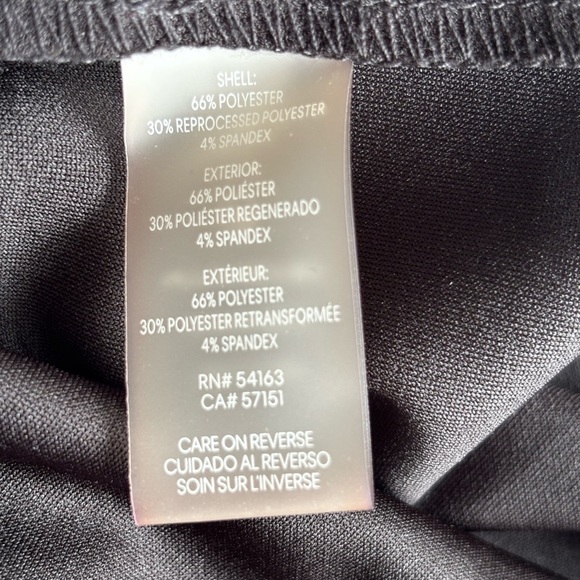 SHELL:
66% POLYESTER
30% REPROCESSED POLYESTER
4% SPANDEX
EXTERIOR:
66% POLIÉSTER
30% POLIÉSTER REGENERADO
4% SPANDEX
EXTÉRIEUR:
66% POLYESTER
30% POLYESTER RETRANSFORMÉE
4% SPANDEX
RN# 54163
CA# 57151
CARE ON REVERSE
CUIDADO AL REVERSO
SOIN SUR L'INVERSE